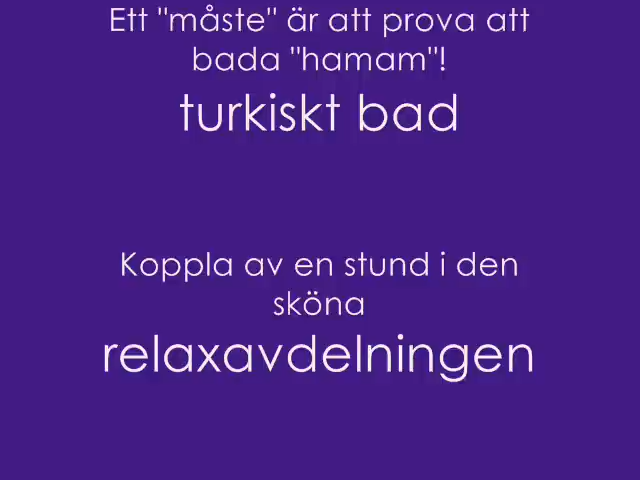 Ett "måste" är att prova att
bada "hamam"!
turkiskt bad
Koppla av en stund i den
sköna
relaxavdelningen